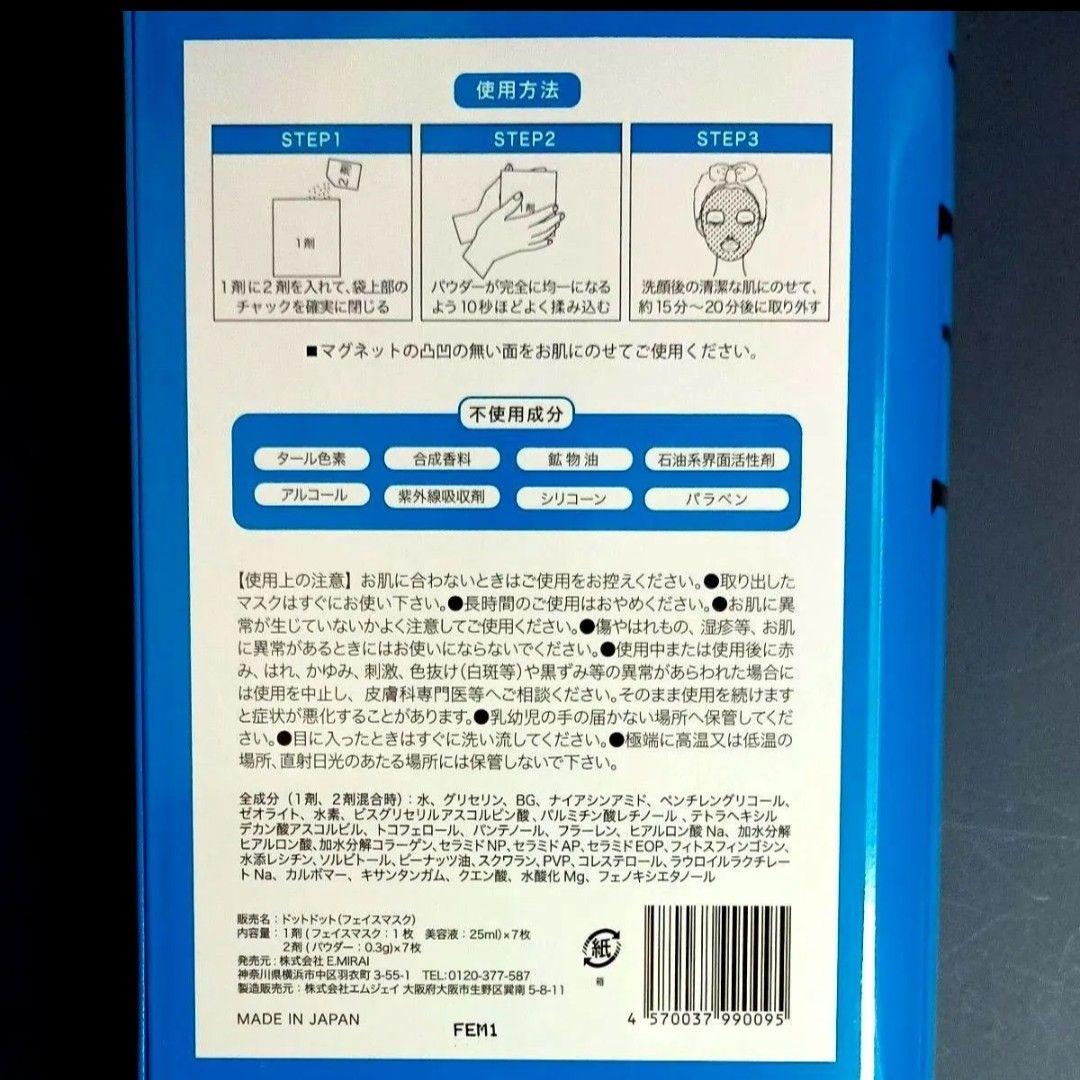 使用方法
STEP1
STEP2
STEP3
2剤
1剤
1剤
1剤に2剤を入れて、袋上部の
チャックを確実に閉じる
パウダーが完全に均一になる
よう10秒ほどよく揉み込む
洗顔後の清潔な肌にのせて、
約15分～20分後に取り外す
■マグネットの凸凹の無い面をお肌にのせてご使用ください。
不使用成分
タール色素
合成香料
鉱物油
石油系界面活性剤
アルコール
紫外線吸収剤
シリコーン
パラベン
【使用上の注意】お肌に合わないときはご使用をお控えください。●取り出した
マスクはすぐにお使い下さい。●長時間のご使用はおやめください。●お肌に異
常が生じていないかよく注意してご使用ください。●傷やはれもの、湿疹等、お肌
に異常があるときにはお使いにならないでください。●使用中または使用後に赤
み、はれ、かゆみ、刺激、色抜け(白斑等)や黒ずみ等の異常があらわれた場合に
は使用を中止し、皮膚科専門医等へご相談ください。そのまま使用を続けます
と症状が悪化することがあります。●乳幼児の手の届かない場所へ保管してくだ
さい。●目に入ったときはすぐに洗い流してください。●極端に高温又は低温の
場所、直射日光のあたる場所には保管しないで下さい。
全成分（1剤、2剤混合時）：水、グリセリン、BG、ナイアシンアミド、ペンチレングリコール、
ゼオライト、水素、ビスグリセリルアスコルビン酸、パルミチン酸レチノール、テトラヘキシル
デカン酸アスコルビル、トコフェロール、パンテノール、フラーレン、ヒアルロン酸Na、加水分解
ヒアルロン酸、加水分解コラーゲン、セラミドNP、セラミドAP、セラミドEOP、フィトスフィンゴシン、
水添レシチン、ソルビトール、ピーナッツ油、スクワラン、PVP、コレステロール、ラウロイルラクチレー
トNa、カルボマー、キサンタンガム、クエン酸、水酸化Mg、フェノキシエタノール
販売名：ドットドット(フェイスマスク)
内容量：1剤(フェイスマスク：1枚 美容液：25ml)×7枚
2剤(パウダー：0.3g)×7枚
発売元：株式会社 E.MIRAI
神奈川県横浜市中区羽衣町3-55-1 TEL:0120-377-587
製造販売元：株式会社エムジェイ 大阪府大阪市生野区巽南5-8-11
MADE IN JAPAN
FEM1
紙
箱
4 570037 990095